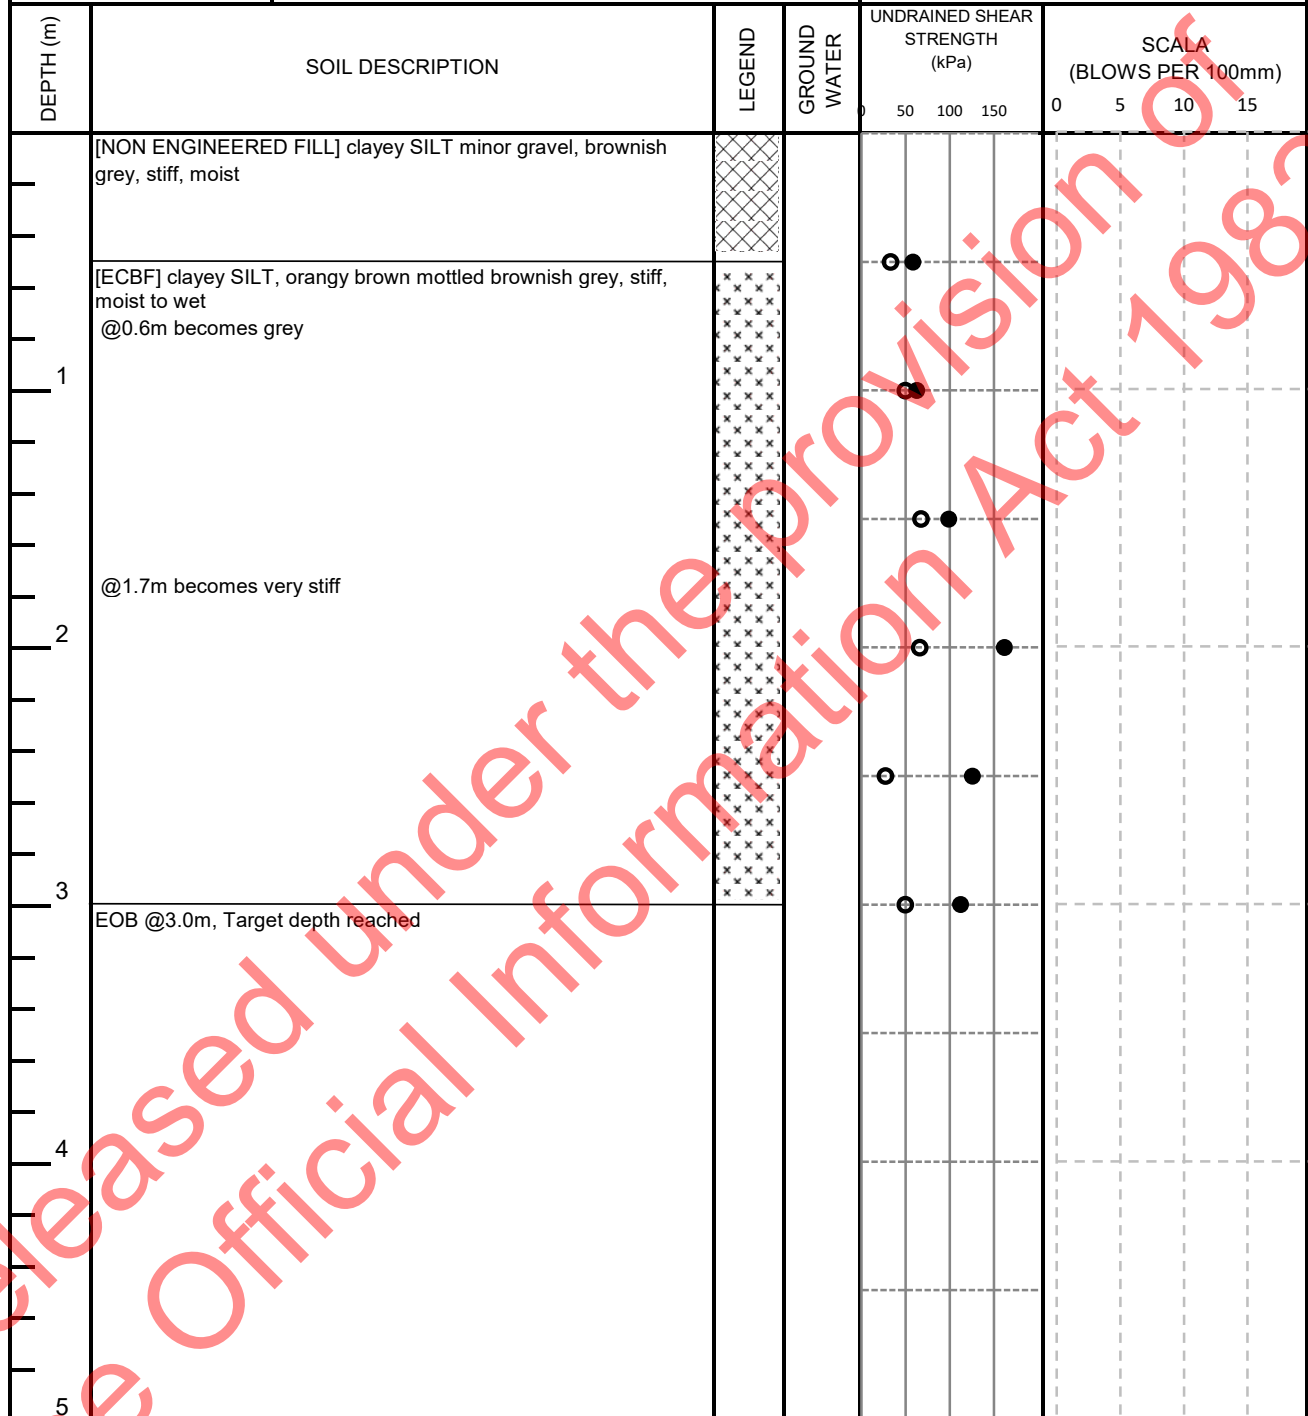 DEPTH (m)
SOIL DESCRIPTION
LEGEND
GROUND
WATER
UNDRAINED SHEAR
STRENGTH
(kPa)
0 50 100 150
SCALA
(BLOWS PER 100mm)
0 5 10 15
[NON ENGINEERED FILL] clayey SILT minor gravel, brownish
grey, stiff, moist
[ECBF] clayey SILT, orangy brown mottled brownish grey, stiff,
moist to wet
@0.6m becomes grey
1
@1.7m becomes very stiff
2
3
EOB @3.0m, Target depth reached
4
5
eleased under the provision of
e Official Information Act 198